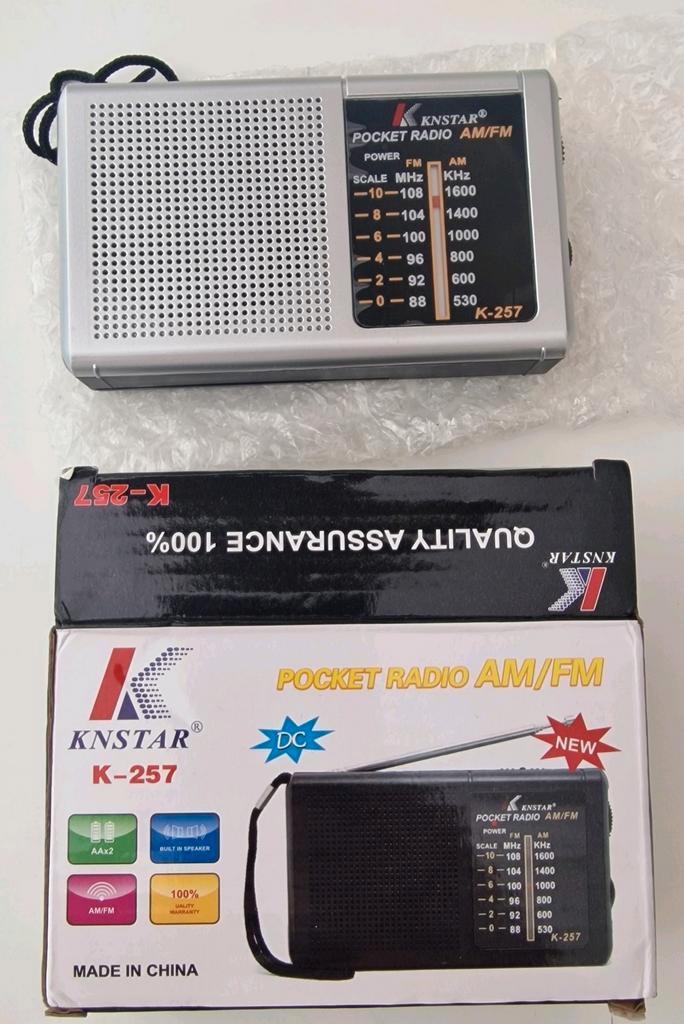 KNSTAR®
POCKET RADIO AM/FM
POWER
FM AM
SCALE MHz KHz
10 108 1600
8 104 1400
6 100 1000
4 96 800
2 92 600
0 88 530
K-257
K-257
QUALITY ASSURANCE 100%
KNSTAR®
POCKET RADIO AM/FM
KNSTAR®
K-257
DC
NEW
AAx2
BUILT IN SPEAKER
AM/FM
100%
UALITY
WARRANTY
MADE IN CHINA
KNSTAR®
POCKET RADIO AM/FM
POWER
FM AM
SCALE MHz KHz
10 108 1600
8 104 1400
6 100 1000
4 96 800
2 92 600
0 88 530
K-257